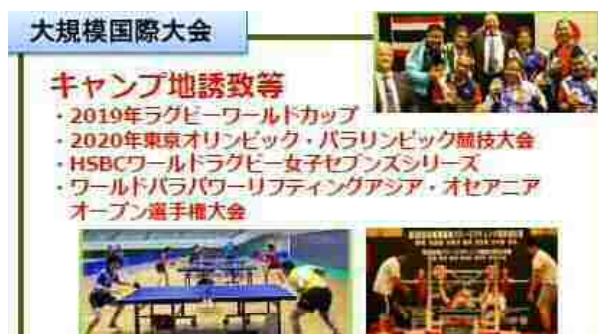 大規模国際大会
キャンプ地誘致等
・2019年ラグビーワールドカップ
・2020年東京オリンピック・パラリンピック競技大会
・HSBCワールドラグビー女子セブンズシリーズ
・ワールドパラパワーリフティングアジア・オセアニア
オープン選手権大会